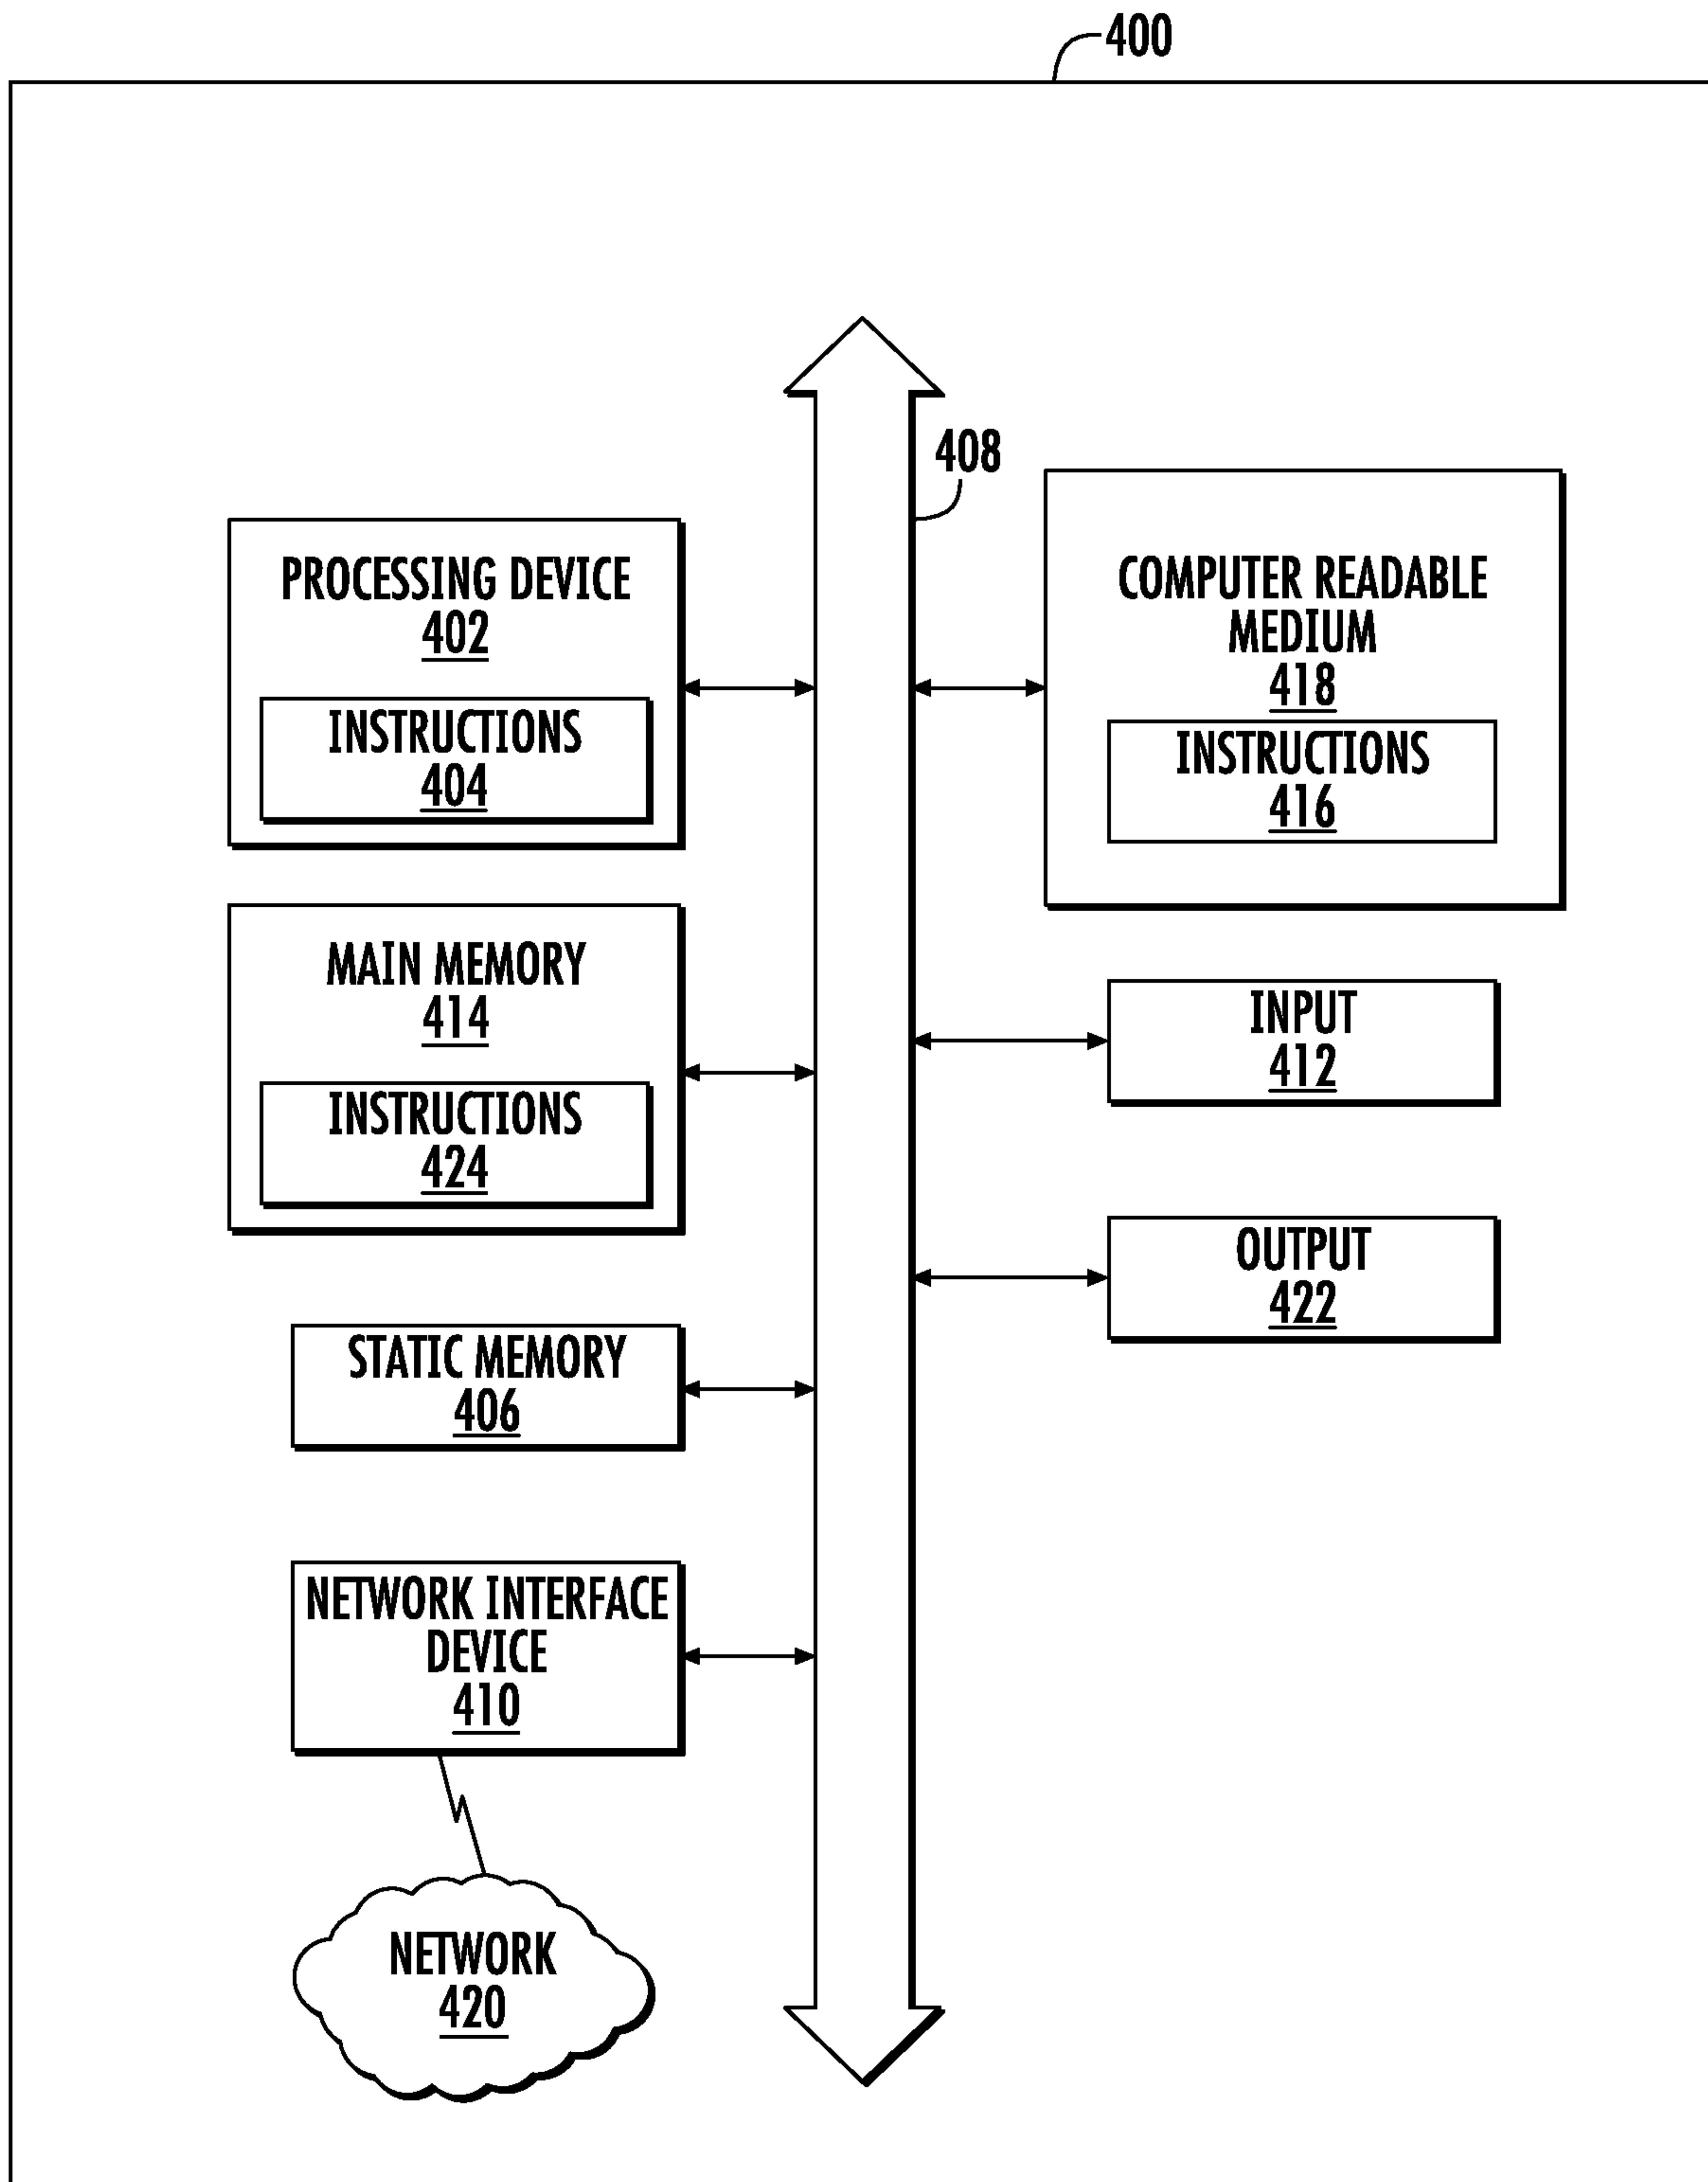 400
408
PROCESSING DEVICE
402
INSTRUCTIONS
404
COMPUTER READABLE
MEDIUM
418
INSTRUCTIONS
416
MAIN MEMORY
414
INSTRUCTIONS
424
INPUT
412
OUTPUT
422
STATIC MEMORY
406
NETWORK INTERFACE
DEVICE
410
NETWORK
420